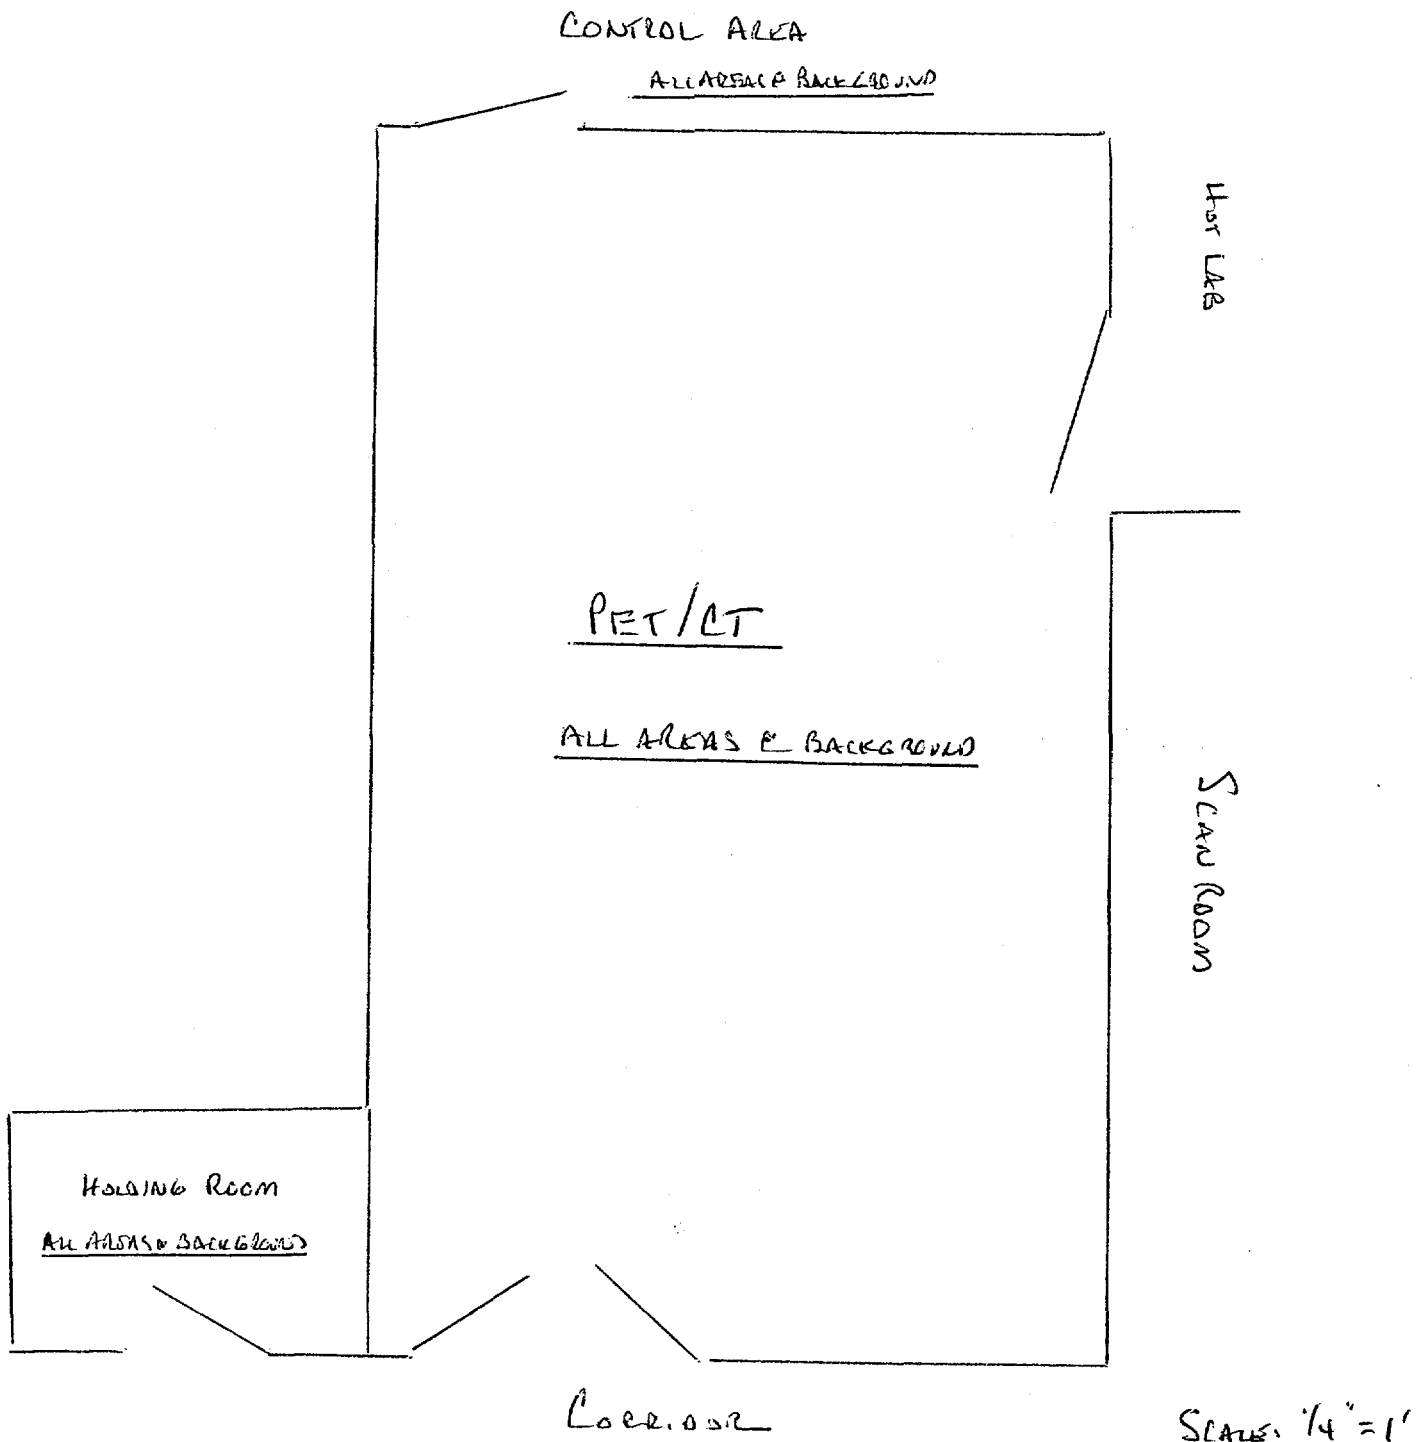 CONTROL AREA
ALL AREAS @ BACKGROUND
HOT LAB
PET/CT
ALL AREAS @ BACKGROUND
SCAN ROOM
HOLDING ROOM
ALL AREAS @ BACKGROUND
CORRIDOR
SCALE: 1/4" = 1'